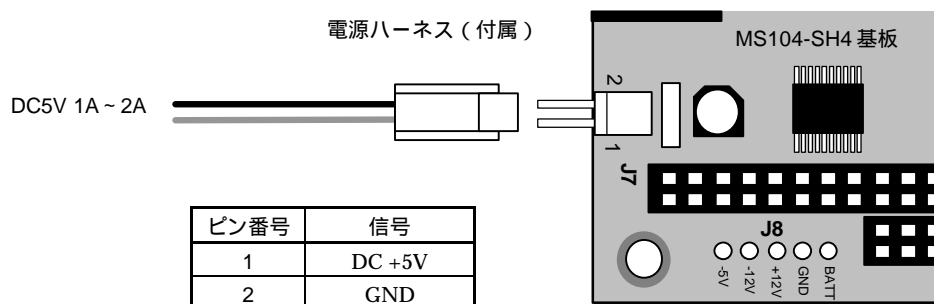 電源ハーネス ( 付属 )
MS104-SH4 基板
DC5V 1A ~ 2A
2
1
J7
J8
-5V
-12V
+12V
GND
BATT
ピン番号 信号
1 DC +5V
2 GND